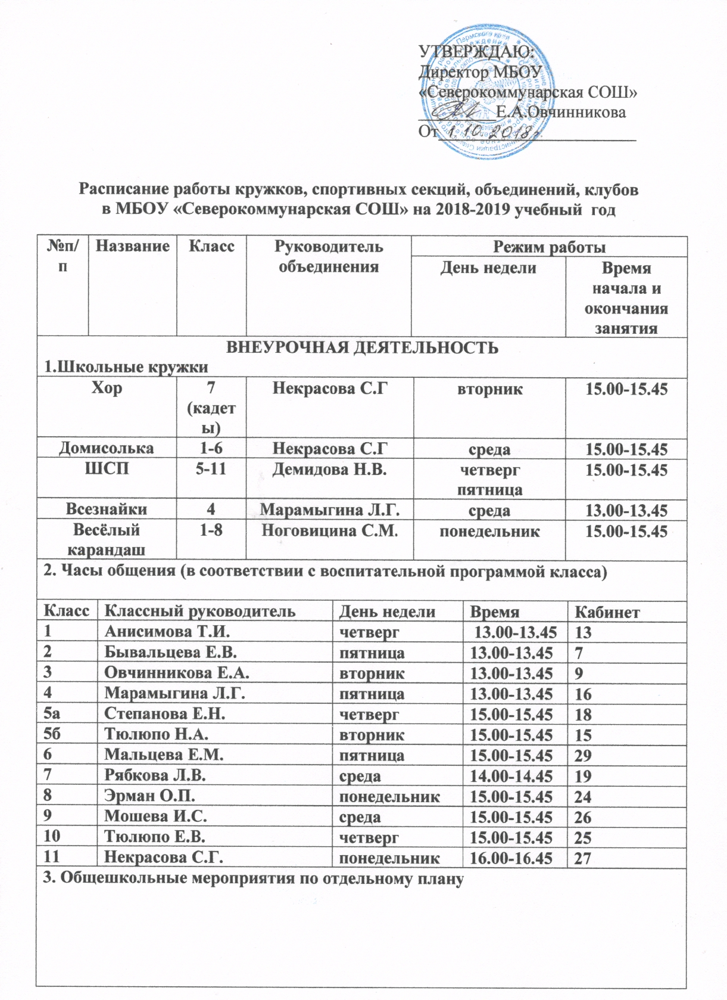 УТВЕРЖДАЮ:
Директор МБОУ
«Северокоммунарская СОШ»
_________Е.А.Овчинникова
От 1.10.2018г.
Расписание работы кружков, спортивных секций, объединений, клубов
в МБОУ «Северокоммунарская СОШ» на 2018-2019 учебный год
№п/п Название Класс Руководитель объединения Режим работы
День недели Время начала и окончания занятия
ВНЕУРОЧНАЯ ДЕЯТЕЛЬНОСТЬ
1.Школьные кружки
Хор 7 (кадеты) Некрасова С.Г вторник 15.00-15.45
Домисолька 1-6 Некрасова С.Г среда 15.00-15.45
ШСП 5-11 Демидова Н.В. четверг пятница 15.00-15.45
Всезнайки 4 Марамыгина Л.Г. среда 13.00-13.45
Весёлый карандаш 1-8 Ноговицина С.М. понедельник 15.00-15.45
2. Часы общения (в соответствии с воспитательной программой класса)
Класс Классный руководитель День недели Время Кабинет
1 Анисимова Т.И. четверг 13.00-13.45 13
2 Бывальцева Е.В. пятница 13.00-13.45 7
3 Овчинникова Е.А. вторник 13.00-13.45 9
4 Марамыгина Л.Г. пятница 13.00-13.45 16
5а Степанова Е.Н. четверг 15.00-15.45 18
5б Тюлюпо Н.А. вторник 15.00-15.45 15
6 Мальцева Е.М. пятница 15.00-15.45 29
7 Рябкова Л.В. среда 14.00-14.45 19
8 Эрман О.П. понедельник 15.00-15.45 24
9 Мошева И.С. среда 15.00-15.45 26
10 Тюлюпо Е.В. четверг 15.00-15.45 25
11 Некрасова С.Г. понедельник 16.00-16.45 27
3. Общешкольные мероприятия по отдельному плану